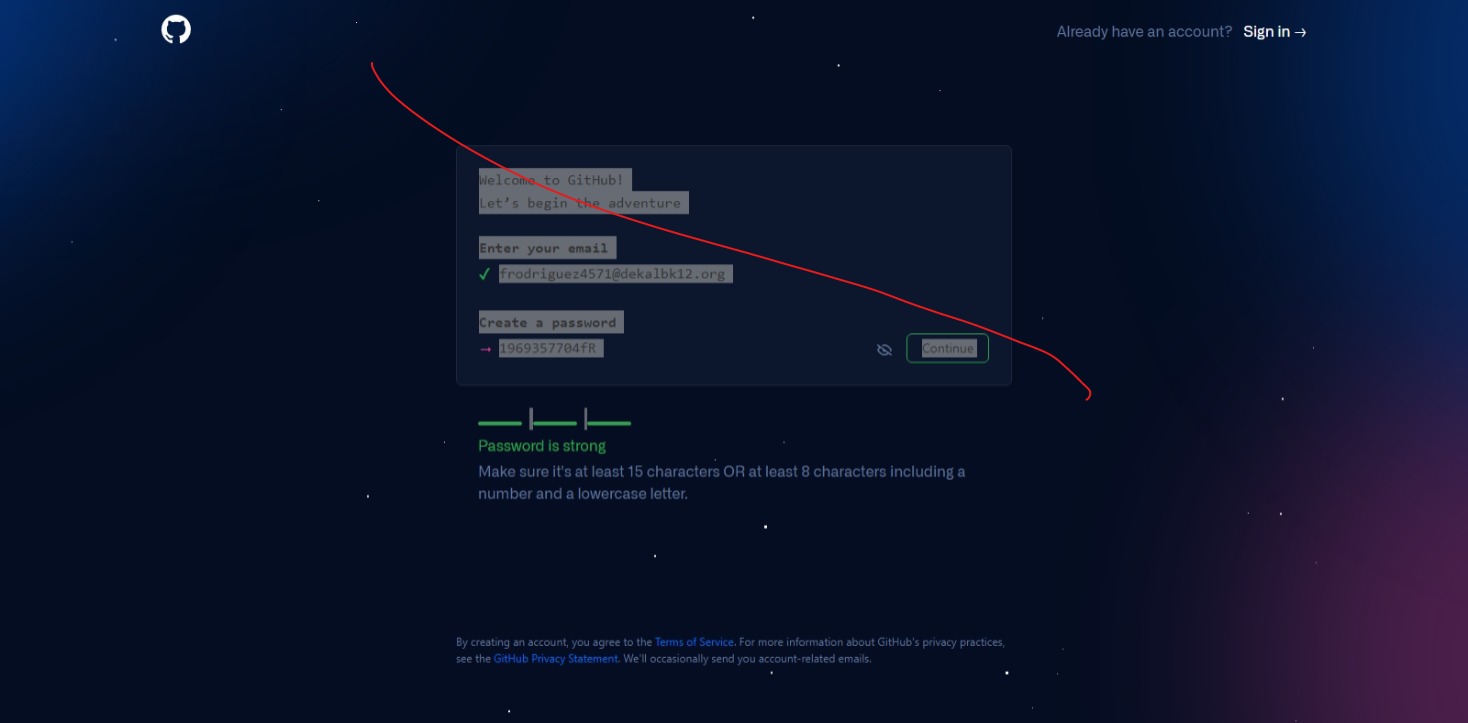 Already have an account? Sign in →
Welcome to GitHub!
Let's begin the adventure
Enter your email
✓ frodriguez4571@dekalbk12.org
Create a password
→ 1969357704fR
Continue
Password is strong
Make sure it's at least 15 characters OR at least 8 characters including a
number and a lowercase letter.
By creating an account, you agree to the Terms of Service. For more information about GitHub's privacy practices,
see the GitHub Privacy Statement. We'll occasionally send you account-related emails.